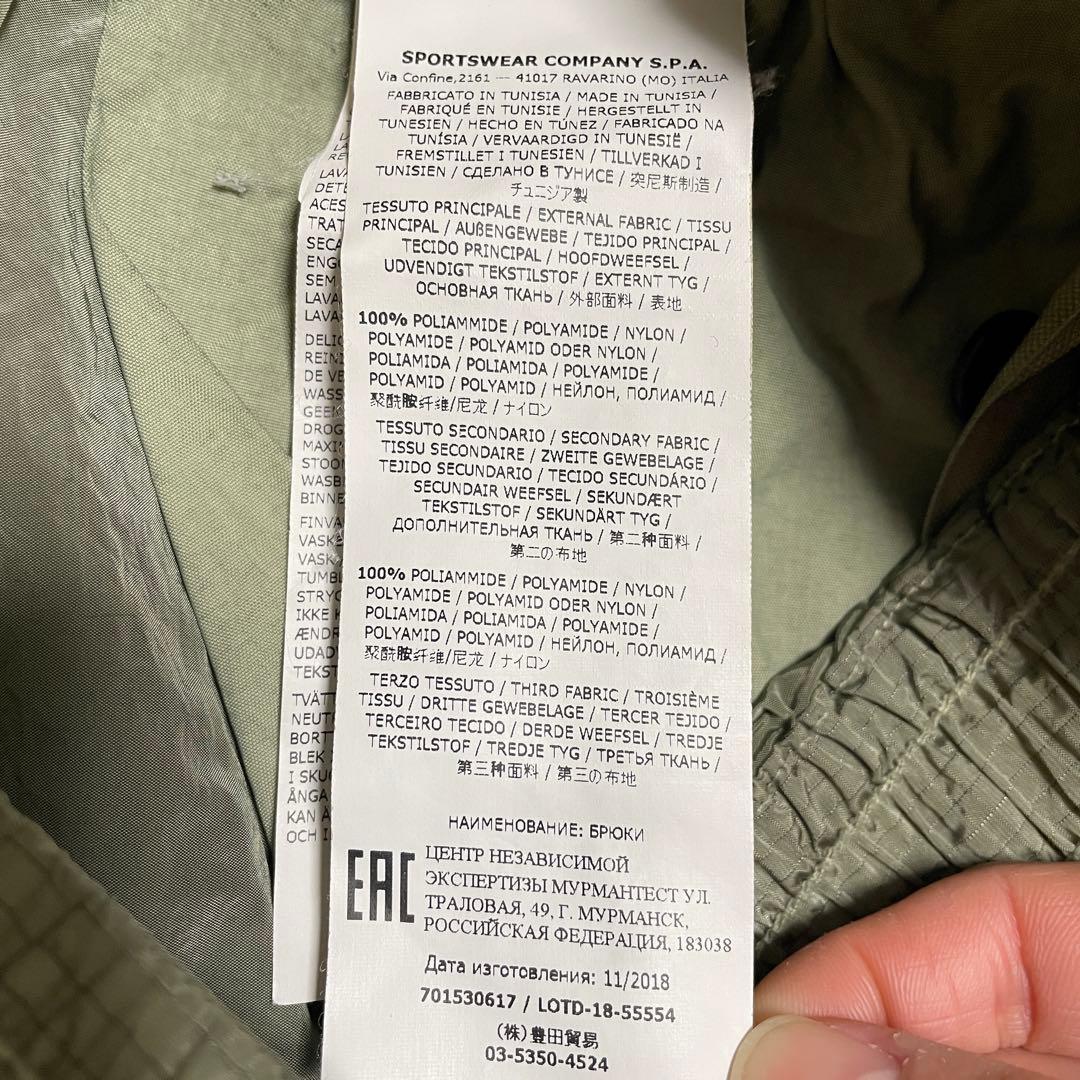 SPORTSWEAR COMPANY S.P.A.
Via Confine,2161 --- 41017 RAVARINO (MO) ITALIA
FABBRICATO IN TUNISIA / MADE IN TUNISIA /
FABRIQUÉ EN TUNISIE / HERGESTELLT IN
TUNESIEN / HECHO EN TÚNEZ / FABRICADO NA
TUNÍSIA / VERVAARDIGD IN TUNESIË /
FREMSTILLET I TUNESIEN / TILLVERKAD I
TUNISIEN / СДЕЛАНО В ТУНИСЕ / 突尼斯制造 /
チュニジア製
TESSUTO PRINCIPALE / EXTERNAL FABRIC / TISSU
PRINCIPAL / AUßENGEWEBE / TEJIDO PRINCIPAL /
TECIDO PRINCIPAL / HOOFDWEEFSEL /
UDVENDIGT TEKSTILSTOF / EXTERNT TYG /
ОСНОВНАЯ ТКАНЬ / 外部面料 / 表地
100% POLIAMMIDE / POLYAMIDE / NYLON /
POLYAMIDE / POLYAMID ODER NYLON /
POLIAMIDA / POLIAMIDA / POLYAMIDE /
POLYAMID / POLYAMID / НЕЙЛОН, ПОЛИАМИД /
聚酰胺纤维/尼龙 / ナイロン
TESSUTO SECONDARIO / SECONDARY FABRIC /
TISSU SECONDAIRE / ZWEITE GEWEBELAGE /
TEJIDO SECUNDARIO / TECIDO SECUNDÁRIO /
SECUNDAIR WEEFSEL / SEKUNDÆRT
TEKSTILSTOF / SEKUNDÄRT TYG /
ДОПОЛНИТЕЛЬНАЯ ТКАНЬ / 第二种面料 /
第二の布地
100% POLIAMMIDE / POLYAMIDE / NYLON /
POLYAMIDE / POLYAMID ODER NYLON /
POLIAMIDA / POLIAMIDA / POLYAMIDE /
POLYAMID / POLYAMID / НЕЙЛОН, ПОЛИАМИД /
聚酰胺纤维/尼龙 / ナイロン
TERZO TESSUTO / THIRD FABRIC / TROISIÈME
TISSU / DRITTE GEWEBELAGE / TERCER TEJIDO /
TERCEIRO TECIDO / DERDE WEEFSEL / TREDJE
TEKSTILSTOF / TREDJE TYG / ТРЕТЬЯ ТКАНЬ /
第三种面料 / 第三の布地
НАИМЕНОВАНИЕ: БРЮКИ
EAC
ЦЕНТР НЕЗАВИСИМОЙ
ЭКСПЕРТИЗЫ МУРМАНТЕСТ УЛ.
ТРАЛОВАЯ, 49, Г. МУРМАНСК,
РОССИЙСКАЯ ФЕДЕРАЦИЯ, 183038
Дата изготовления: 11/2018
701530617 / LOTD-18-55554
(株)豊田貿易
03-5350-4524
DE
I
KAN
OCH